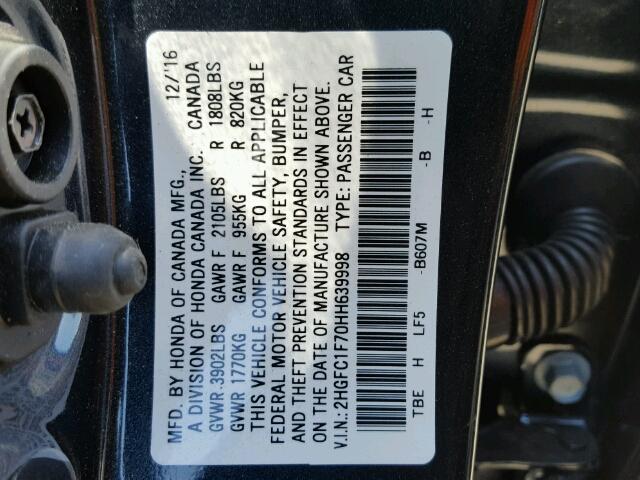 MFD. BY HONDA OF CANADA MFG., 12/'16
A DIVISION OF HONDA CANADA INC. CANADA
GVWR.3902LBS GAWR F 2105LBS R 1808LBS
GVWR 1770KG GAWR F 955KG R 820KG
THIS VEHICLE CONFORMS TO ALL APPLICABLE
FEDERAL MOTOR VEHICLE SAFETY, BUMPER,
AND THEFT PREVENTION STANDARDS IN EFFECT
ON THE DATE OF MANUFACTURE SHOWN ABOVE.
V.I.N.: 2HGFC1F70HH639998 TYPE: PASSENGER CAR
TBE H LF5 -B607M -B -H